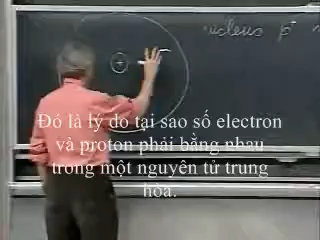 nucleus p+
Đó là lý do tại sao số electron
và proton phải bằng nhau
trong một nguyên tử trung
hòa.